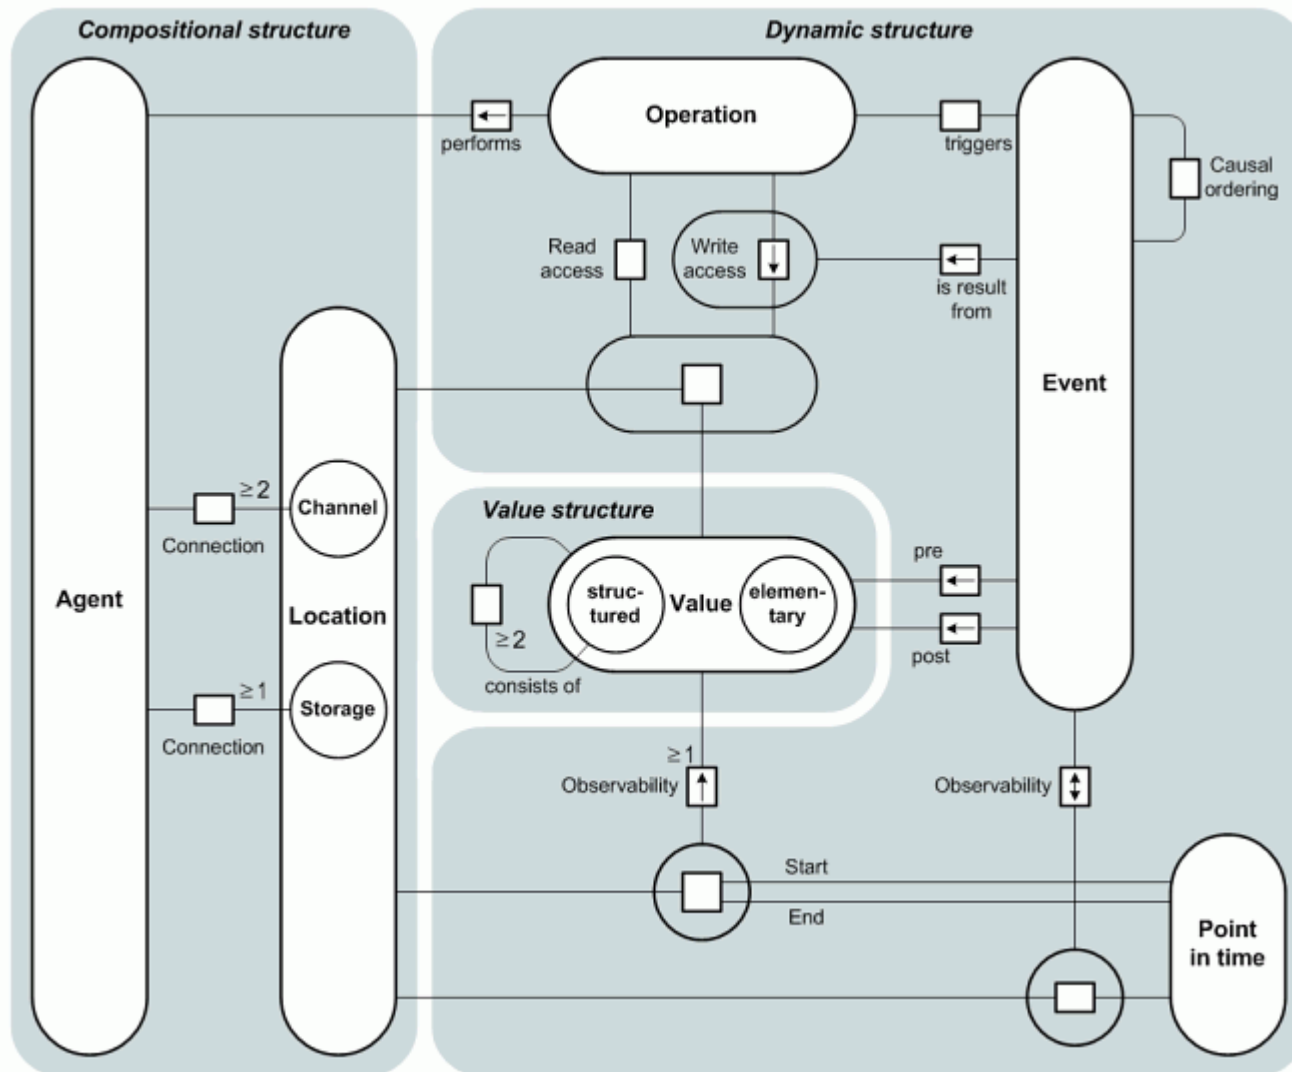 Compositional structure
Dynamic structure
Operation
performs
triggers
Causal
ordering
Read
access
Write
access
is result
from
Event
Channel
≥2
Connection
Agent
Location
Storage
≥1
Connection
Value structure
struc-
tured
Value
elemen-
tary
≥2
consists of
pre
post
≥1
Observability
Observability
Start
End
Point
in time